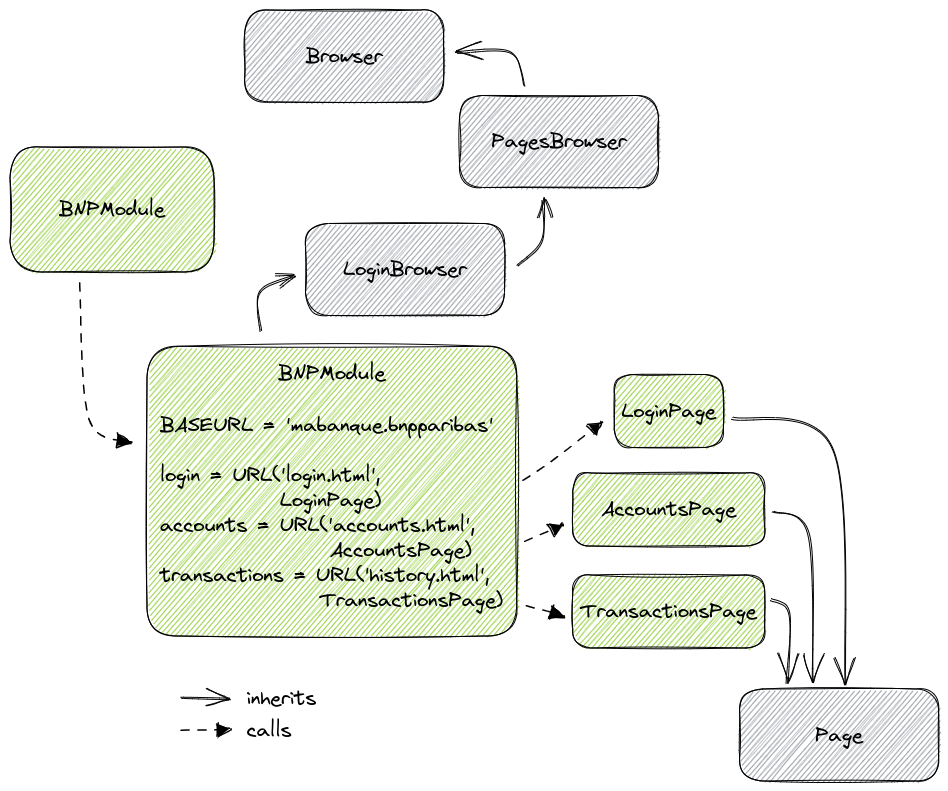 Browser
PagesBrowser
BNPModule
LoginBrowser
BNPModule
BASEURL = 'mabanque.bnpparibas'
login = URL('login.html',
LoginPage)
accounts = URL('accounts.html',
AccountsPage)
transactions = URL('history.html',
TransactionsPage)
LoginPage
AccountsPage
TransactionsPage
inherits
calls
Page